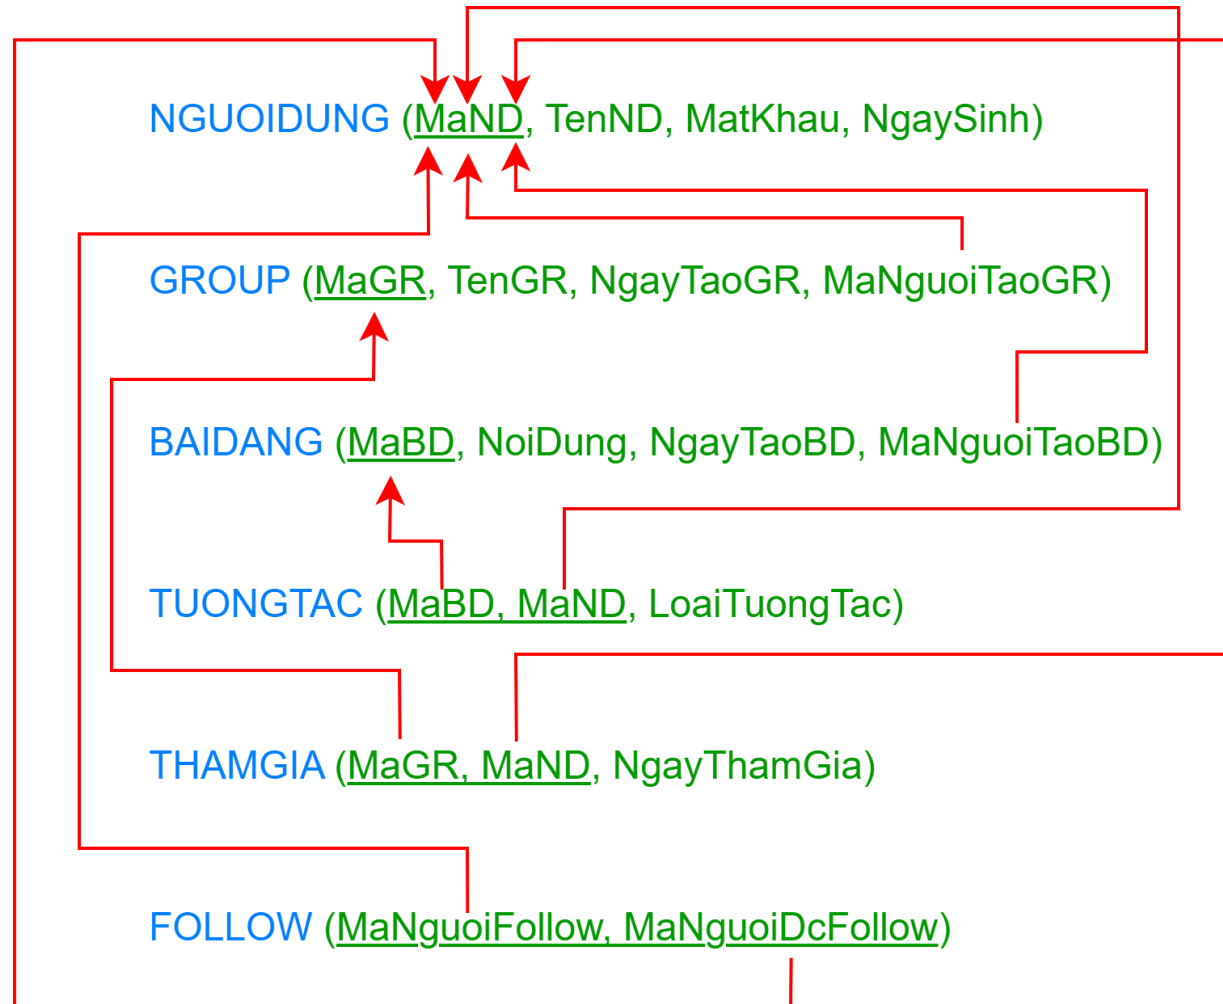 NGUOIDUNG (MaND, TenND, MatKhau, NgaySinh)
GROUP (MaGR, TenGR, NgayTaoGR, MaNguoiTaoGR)
BAIDANG (MaBD, NoiDung, NgayTaoBD, MaNguoiTaoBD)
TUONGTAC (MaBD, MaND, LoaiTuongTac)
THAMGIA (MaGR, MaND, NgayThamGia)
FOLLOW (MaNguoiFollow, MaNguoiDcFollow)